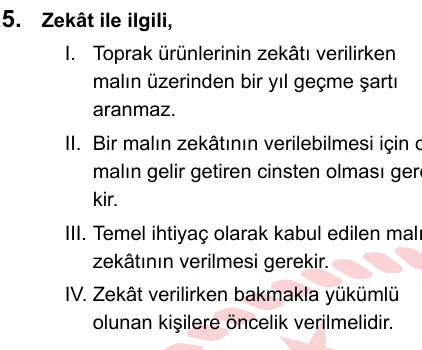 5. Zekât ile ilgili,
I. Toprak ürünlerinin zekâtı verilirken
malın üzerinden bir yıl geçme şartı
aranmaz.
II. Bir malın zekâtının verilebilmesi için
malın gelir getiren cinsten olması gere
kir.
III. Temel ihtiyaç olarak kabul edilen malı
zekâtının verilmesi gerekir.
IV. Zekât verilirken bakmakla yükümlü
olunan kişilere öncelik verilmelidir.